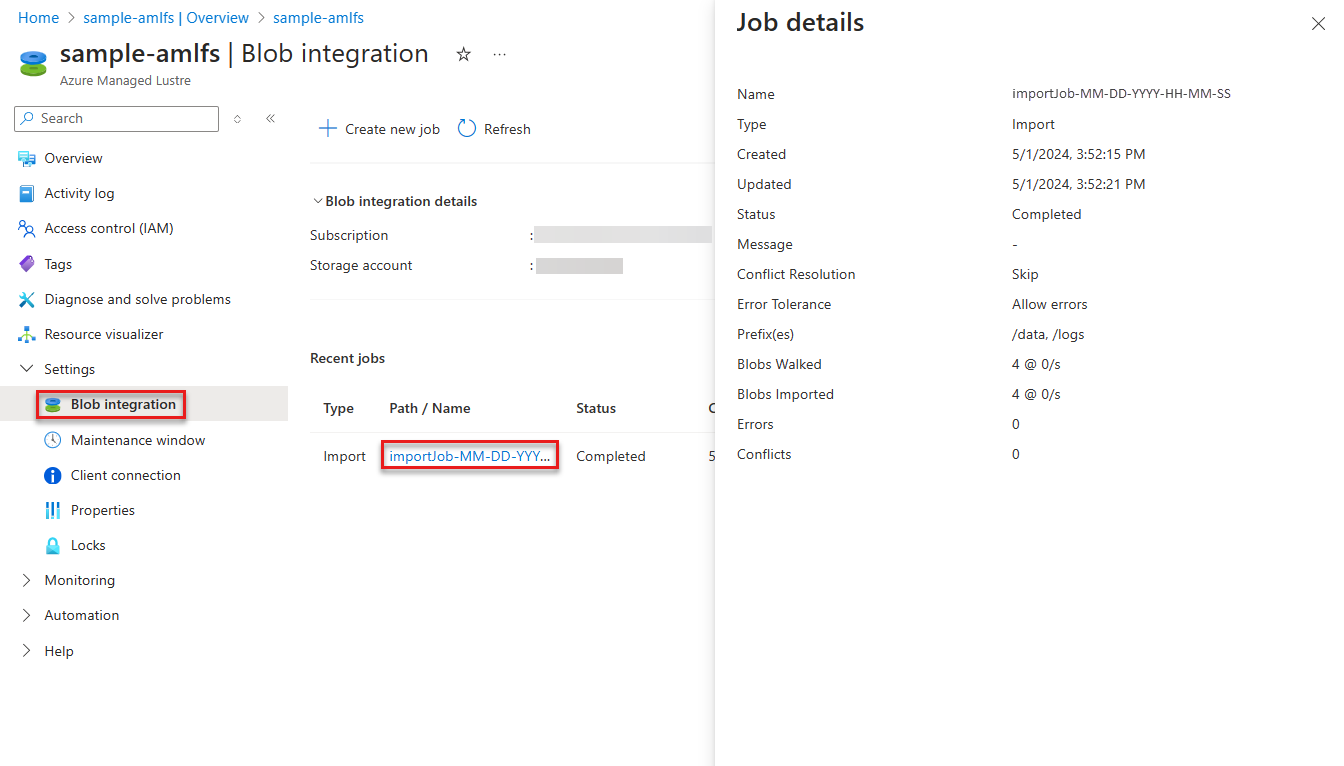 Home > sample-amlfs | Overview > sample-amlfs
sample-amlfs | Blob integration
Azure Managed Lustre
Search
Overview
Activity log
Access control (IAM)
Tags
Diagnose and solve problems
Resource visualizer
Settings
Blob integration
Maintenance window
Client connection
Properties
Locks
Monitoring
Automation
Help
Create new job Refresh
Blob integration details
Subscription :
Storage account :
Recent jobs
Type Path / Name Status
Import importJob-MM-DD-YYY... Completed 5
Job details
Name importJob-MM-DD-YYYY-HH-MM-SS
Type Import
Created 5/1/2024, 3:52:15 PM
Updated 5/1/2024, 3:52:21 PM
Status Completed
Message -
Conflict Resolution Skip
Error Tolerance Allow errors
Prefix(es) /data, /logs
Blobs Walked 4 @ 0/s
Blobs Imported 4 @ 0/s
Errors 0
Conflicts 0